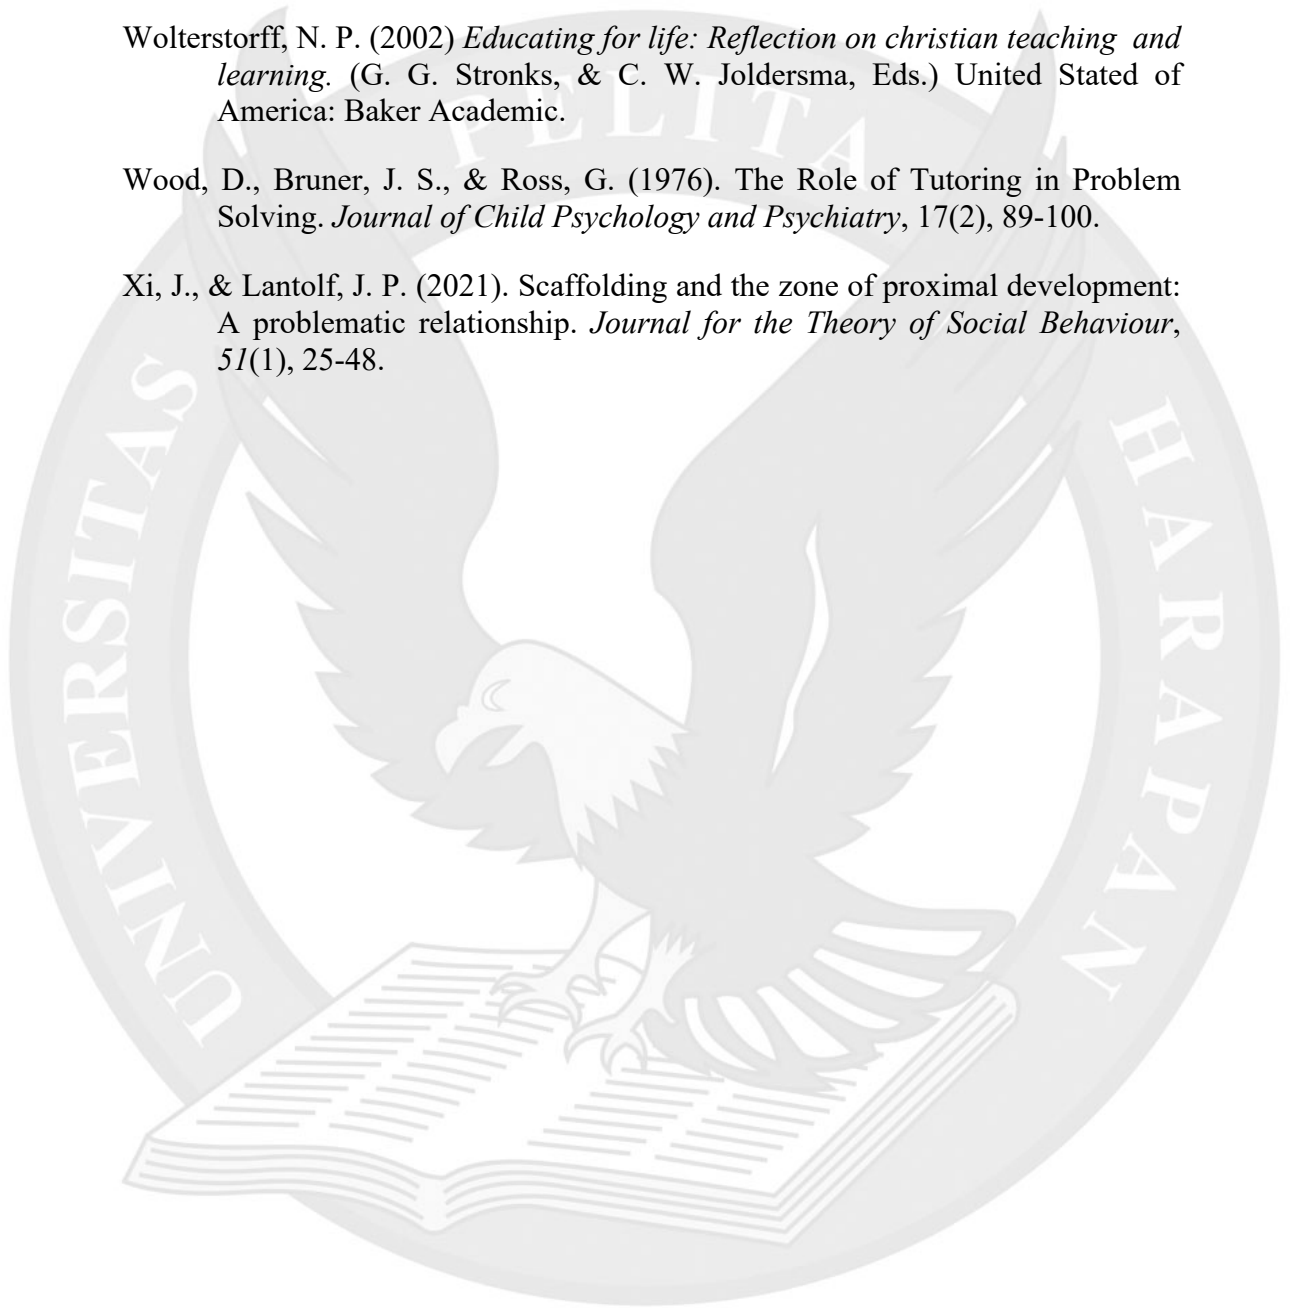 Wolterstorff, N. P. (2002) Educating for life: Reflection on christian teaching and
learning. (G. G. Stronks, & C. W. Joldersma, Eds.) United Stated of
America: Baker Academic.
Wood, D., Bruner, J. S., & Ross, G. (1976). The Role of Tutoring in Problem
Solving. Journal of Child Psychology and Psychiatry, 17(2), 89-100.
Xi, J., & Lantolf, J. P. (2021). Scaffolding and the zone of proximal development:
A problematic relationship. Journal for the Theory of Social Behaviour,
51(1), 25-48.
UNIVERSITAS PELITA HARAPAN